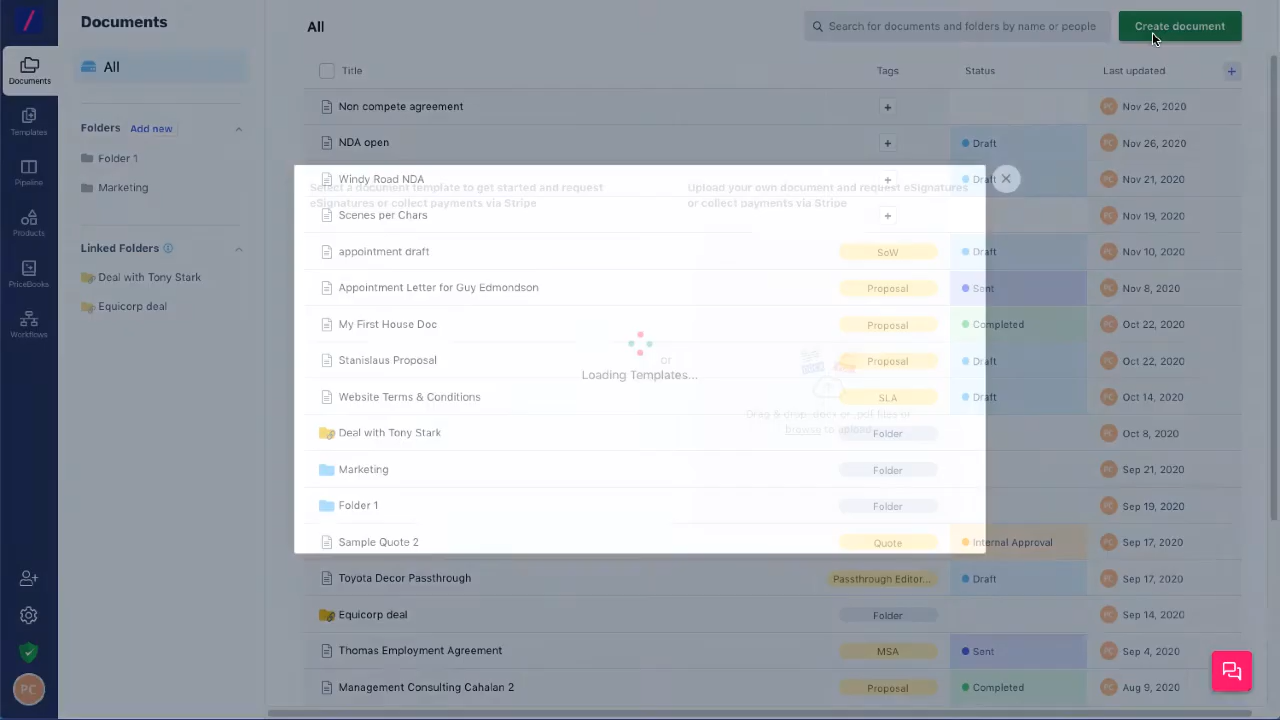 Documents
All
Search for documents and folders by name or people
Create document
Documents
All
Title
Tags
Status
Last updated
+
Non compete agreement
+
Nov 26, 2020
Folders
Add new
NDA open
+
Draft
Nov 26, 2020
Templates
Folder 1
Windy Road NDA
+
Draft
Nov 21, 2020
Select a document template to get started and request
eSignatures or collect payments via Stripe
Upload your own document and request eSignatures
or collect payments via Stripe
Pipeline
Marketing
Scenes per Chars
+
Nov 19, 2020
Products
Linked Folders
appointment draft
SoW
Draft
Nov 10, 2020
PriceBooks
Deal with Tony Stark
Appointment Letter for Guy Edmondson
Proposal
Sent
Nov 8, 2020
Workflows
Equicorp deal
My First House Doc
Proposal
Completed
Oct 22, 2020
Stanislaus Proposal
or
Proposal
Draft
Oct 22, 2020
Loading Templates...
Website Terms & Conditions
SLA
Draft
Oct 14, 2020
Drag & drop .docx or .pdf files or
browse to upload
Deal with Tony Stark
Folder
Oct 8, 2020
Marketing
Folder
Sep 21, 2020
Folder 1
Folder
Sep 19, 2020
Sample Quote 2
Quote
Internal Approval
Sep 17, 2020
Toyota Decor Passthrough
Passthrough Editor...
Draft
Sep 17, 2020
Equicorp deal
Folder
Sep 14, 2020
Thomas Employment Agreement
MSA
Sent
Sep 4, 2020
Management Consulting Cahalan 2
Proposal
Completed
Aug 9, 2020
PC